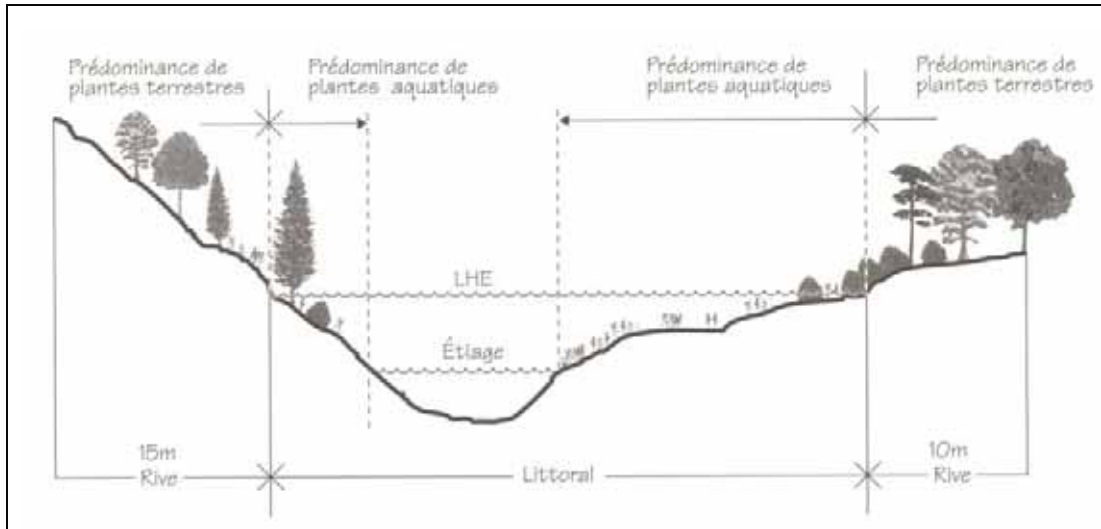 Prédominance de
plantes terrestres
Prédominance de
plantes aquatiques
Prédominance de
plantes aquatiques
Prédominance de
plantes terrestres
LHE
Étiage
15m
Rive
Littoral
10m
Rive